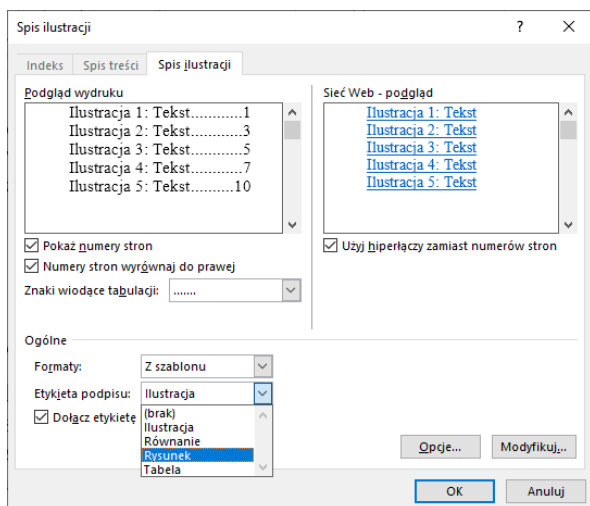 Spis ilustracji
?
Indeks Spis treści Spis ilustracji
Podgląd wydruku
Ilustracja 1: Tekst............1
Ilustracja 2: Tekst............3
Ilustracja 3: Tekst............5
Ilustracja 4: Tekst............7
Ilustracja 5: Tekst..........10
Pokaż numery stron
Numery stron wyrównaj do prawej
Znaki wiodące tabulacji: .......
Sieć Web - podgląd
Ilustracja 1: Tekst
Ilustracja 2: Tekst
Ilustracja 3: Tekst
Ilustracja 4: Tekst
Ilustracja 5: Tekst
Użyj hiperłączy zamiast numerów stron
Ogólne
Formaty: Z szablonu
Etykieta podpisu: Ilustracja
Dołącz etykietę
(brak)
Ilustracja
Równanie
Rysunek
Tabela
Opcje... Modyfikuj...
OK Anuluj